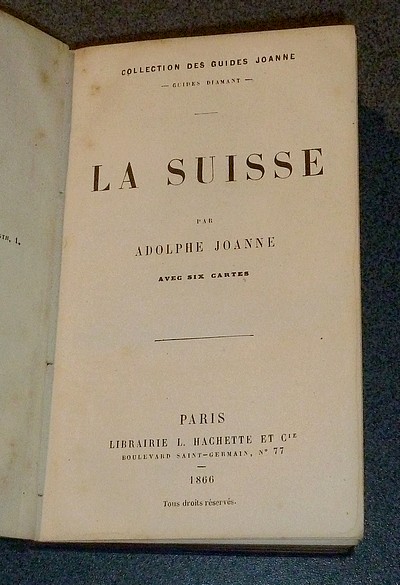 COLLECTION DES GUIDES JOANNE
— GUIDES DIAMANT —
LA SUISSE
PAR
ADOLPHE JOANNE
AVEC SIX CARTES
PARIS
LIBRAIRIE L. HACHETTE ET Cie
BOULEVARD SAINT-GERMAIN, N° 77
1866
Tous droits réservés.